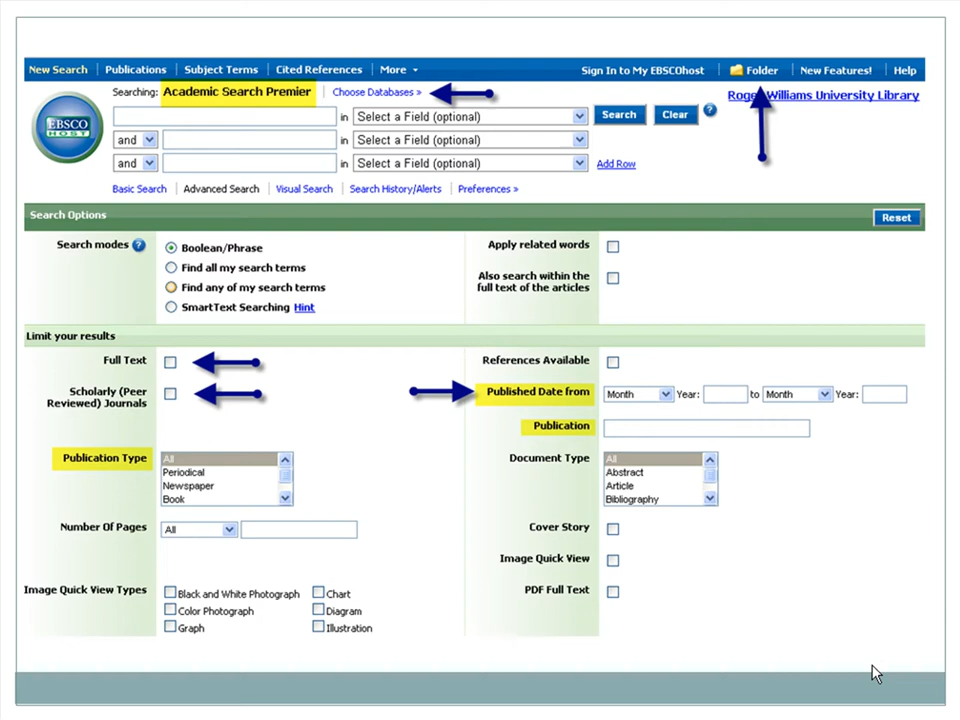 New Search Publications Subject Terms Cited References More Sign In to My EBSCOhost Folder New Features! Help
Searching: Academic Search Premier Choose Databases »
Roger Williams University Library
EBSCO
HOST
in Select a Field (optional) Search Clear ?
and in Select a Field (optional)
and in Select a Field (optional) Add Row
Basic Search Advanced Search Visual Search Search History/Alerts Preferences »
Search Options Reset
Search modes ? Boolean/Phrase
Find all my search terms
Find any of my search terms
SmartText Searching Hint
Apply related words
Also search within the
full text of the articles
Limit your results
Full Text
References Available
Scholarly (Peer
Reviewed) Journals
Published Date from Month Year: to Month Year:
Publication
Publication Type All
Periodical
Newspaper
Book
Document Type All
Abstract
Article
Bibliography
Number Of Pages All
Cover Story
Image Quick View
Image Quick View Types Black and White Photograph Chart
Color Photograph Diagram
Graph Illustration
PDF Full Text